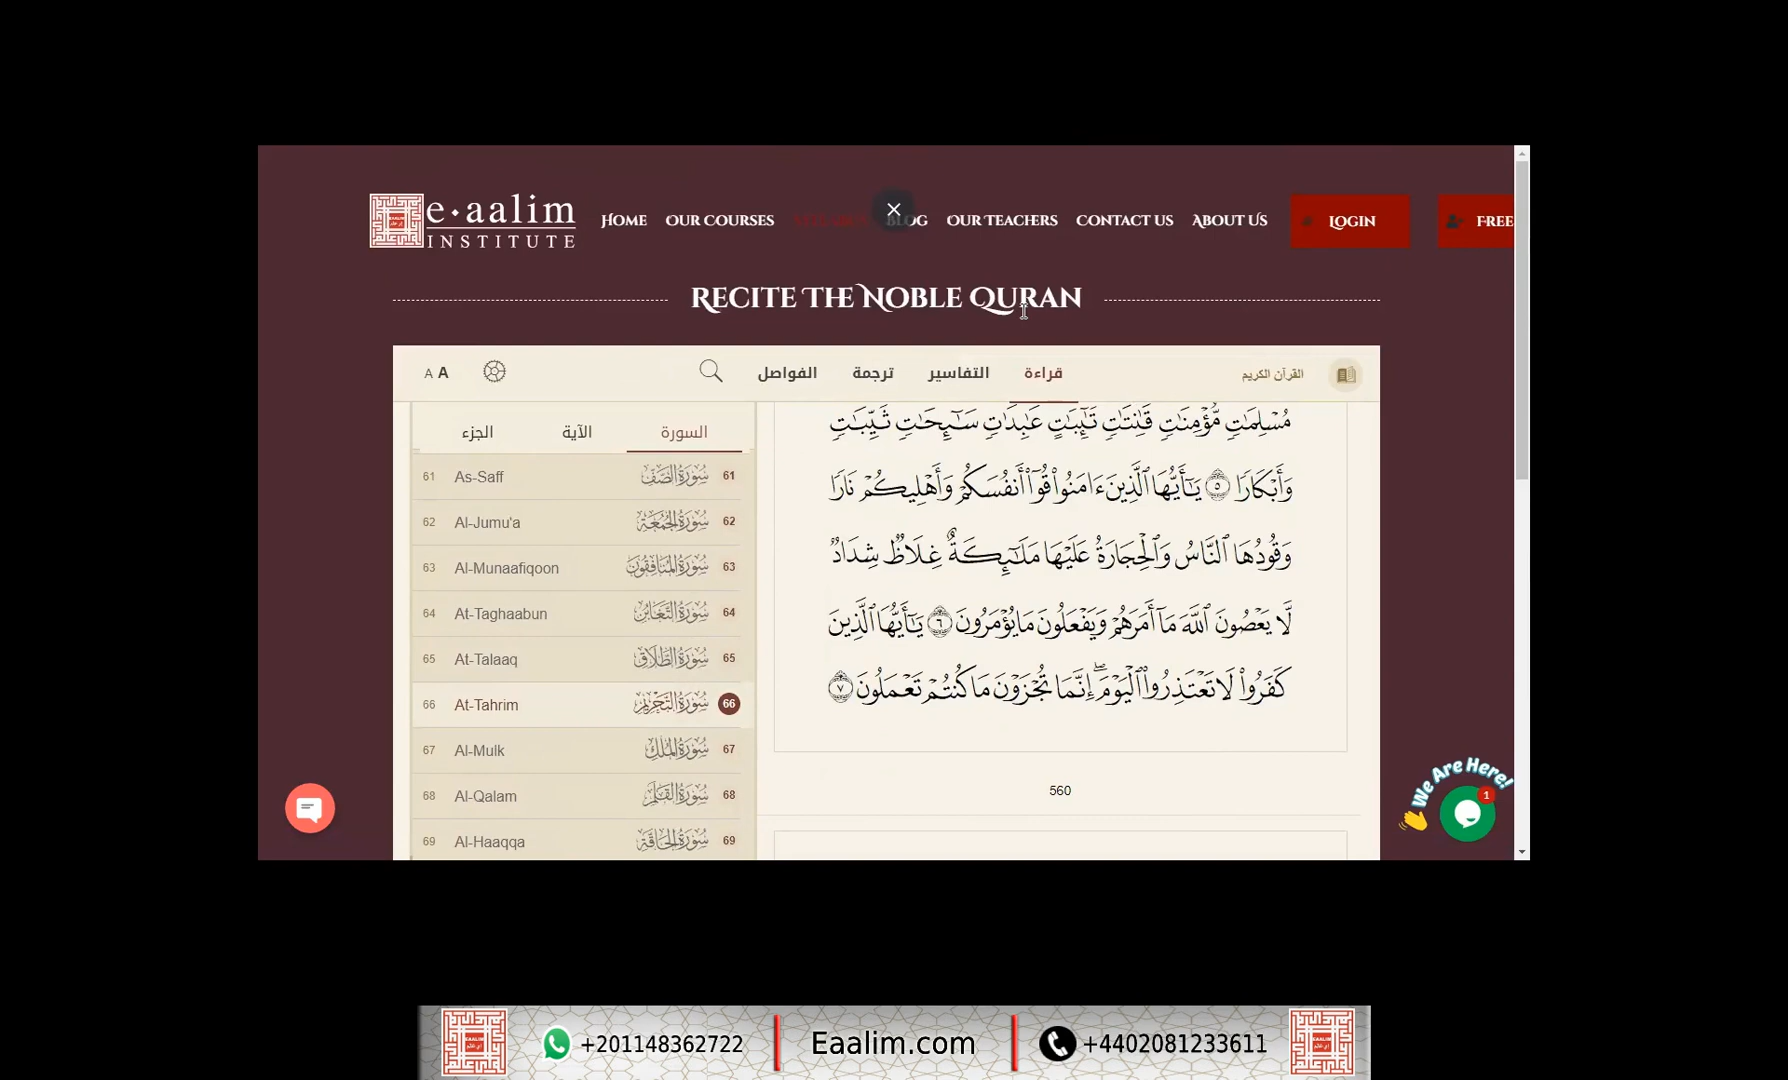 e·aalim
INSTITUTE
HOME
OUR COURSES
BLOG
OUR TEACHERS
CONTACT US
ABOUT US
LOGIN
FREE
RECITE THE NOBLE QURAN
A A
الفواصل
ترجمة
التفاسير
قراءة
القرآن الكريم
الجزء
الآية
السورة
61 As-Saff سُورَةُ الصَّفِّ 61
62 Al-Jumu'a سُورَةُ الجُمُعَةِ 62
63 Al-Munaafiqoon سُورَةُ المُنَافِقُونَ 63
64 At-Taghaabun سُورَةُ التَّغَابُنِ 64
65 At-Talaaq سُورَةُ الطَّلَاقِ 65
66 At-Tahrim سُورَةُ التَّحْرِيمِ 66
67 Al-Mulk سُورَةُ المُلْكِ 67
68 Al-Qalam سُورَةُ القَلَمِ 68
69 Al-Haaqqa سُورَةُ الحَاقَّةِ 69
مُسْلِمَٰتٍ مُّؤْمِنَٰتٍ قَٰنِتَٰتٍ تَٰٓئِبَٰتٍ عَٰبِدَٰتٍ سَٰٓئِحَٰتٍ ثَيِّبَٰتٍ
وَأَبْكَارًا ٥ يَٰٓأَيُّهَا ٱلَّذِينَ ءَامَنُوا۟ قُوٓا۟ أَنفُسَكُمْ وَأَهْلِيكُمْ نَارًا
وَقُودُهَا ٱلنَّاسُ وَٱلْحِجَارَةُ عَلَيْهَا مَلَٰٓئِكَةٌ غِلَاظٌ شِدَادٌ
لَّا يَعْصُونَ ٱللَّهَ مَآ أَمَرَهُمْ وَيَفْعَلُونَ مَا يُؤْمَرُونَ ٦ يَٰٓأَيُّهَا ٱلَّذِينَ
كَفَرُوا۟ لَا تَعْتَذِرُوا۟ ٱلْيَوْمَ ۖ إِنَّمَا تُجْزَوْنَ مَا كُنتُمْ تَعْمَلُونَ ٧
560
We Are Here!
1
+201148362722
Eaalim.com
+4402081233611